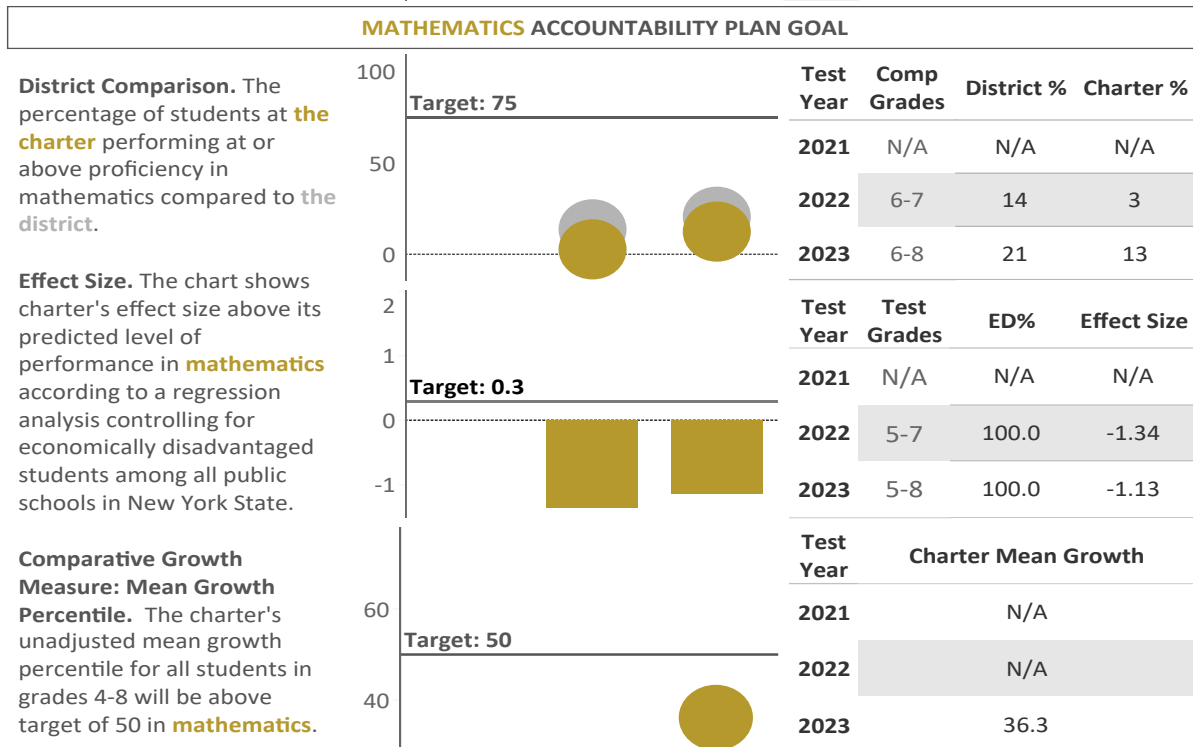 MATHEMATICS ACCOUNTABILITY PLAN GOAL
District Comparison. The
percentage of students at the
charter performing at or
above proficiency in
mathematics compared to the
district.
100
Target: 75
50
0
Test Year Comp Grades District % Charter %
2021 N/A N/A N/A
2022 6-7 14 3
2023 6-8 21 13
Effect Size. The chart shows
charter's effect size above its
predicted level of
performance in mathematics
according to a regression
analysis controlling for
economically disadvantaged
students among all public
schools in New York State.
2
1
Target: 0.3
0
-1
Test Year Test Grades ED% Effect Size
2021 N/A N/A N/A
2022 5-7 100.0 -1.34
2023 5-8 100.0 -1.13
Comparative Growth
Measure: Mean Growth
Percentile. The charter's
unadjusted mean growth
percentile for all students in
grades 4-8 will be above
target of 50 in mathematics.
60
Target: 50
40
Test Year Charter Mean Growth
2021 N/A
2022 N/A
2023 36.3